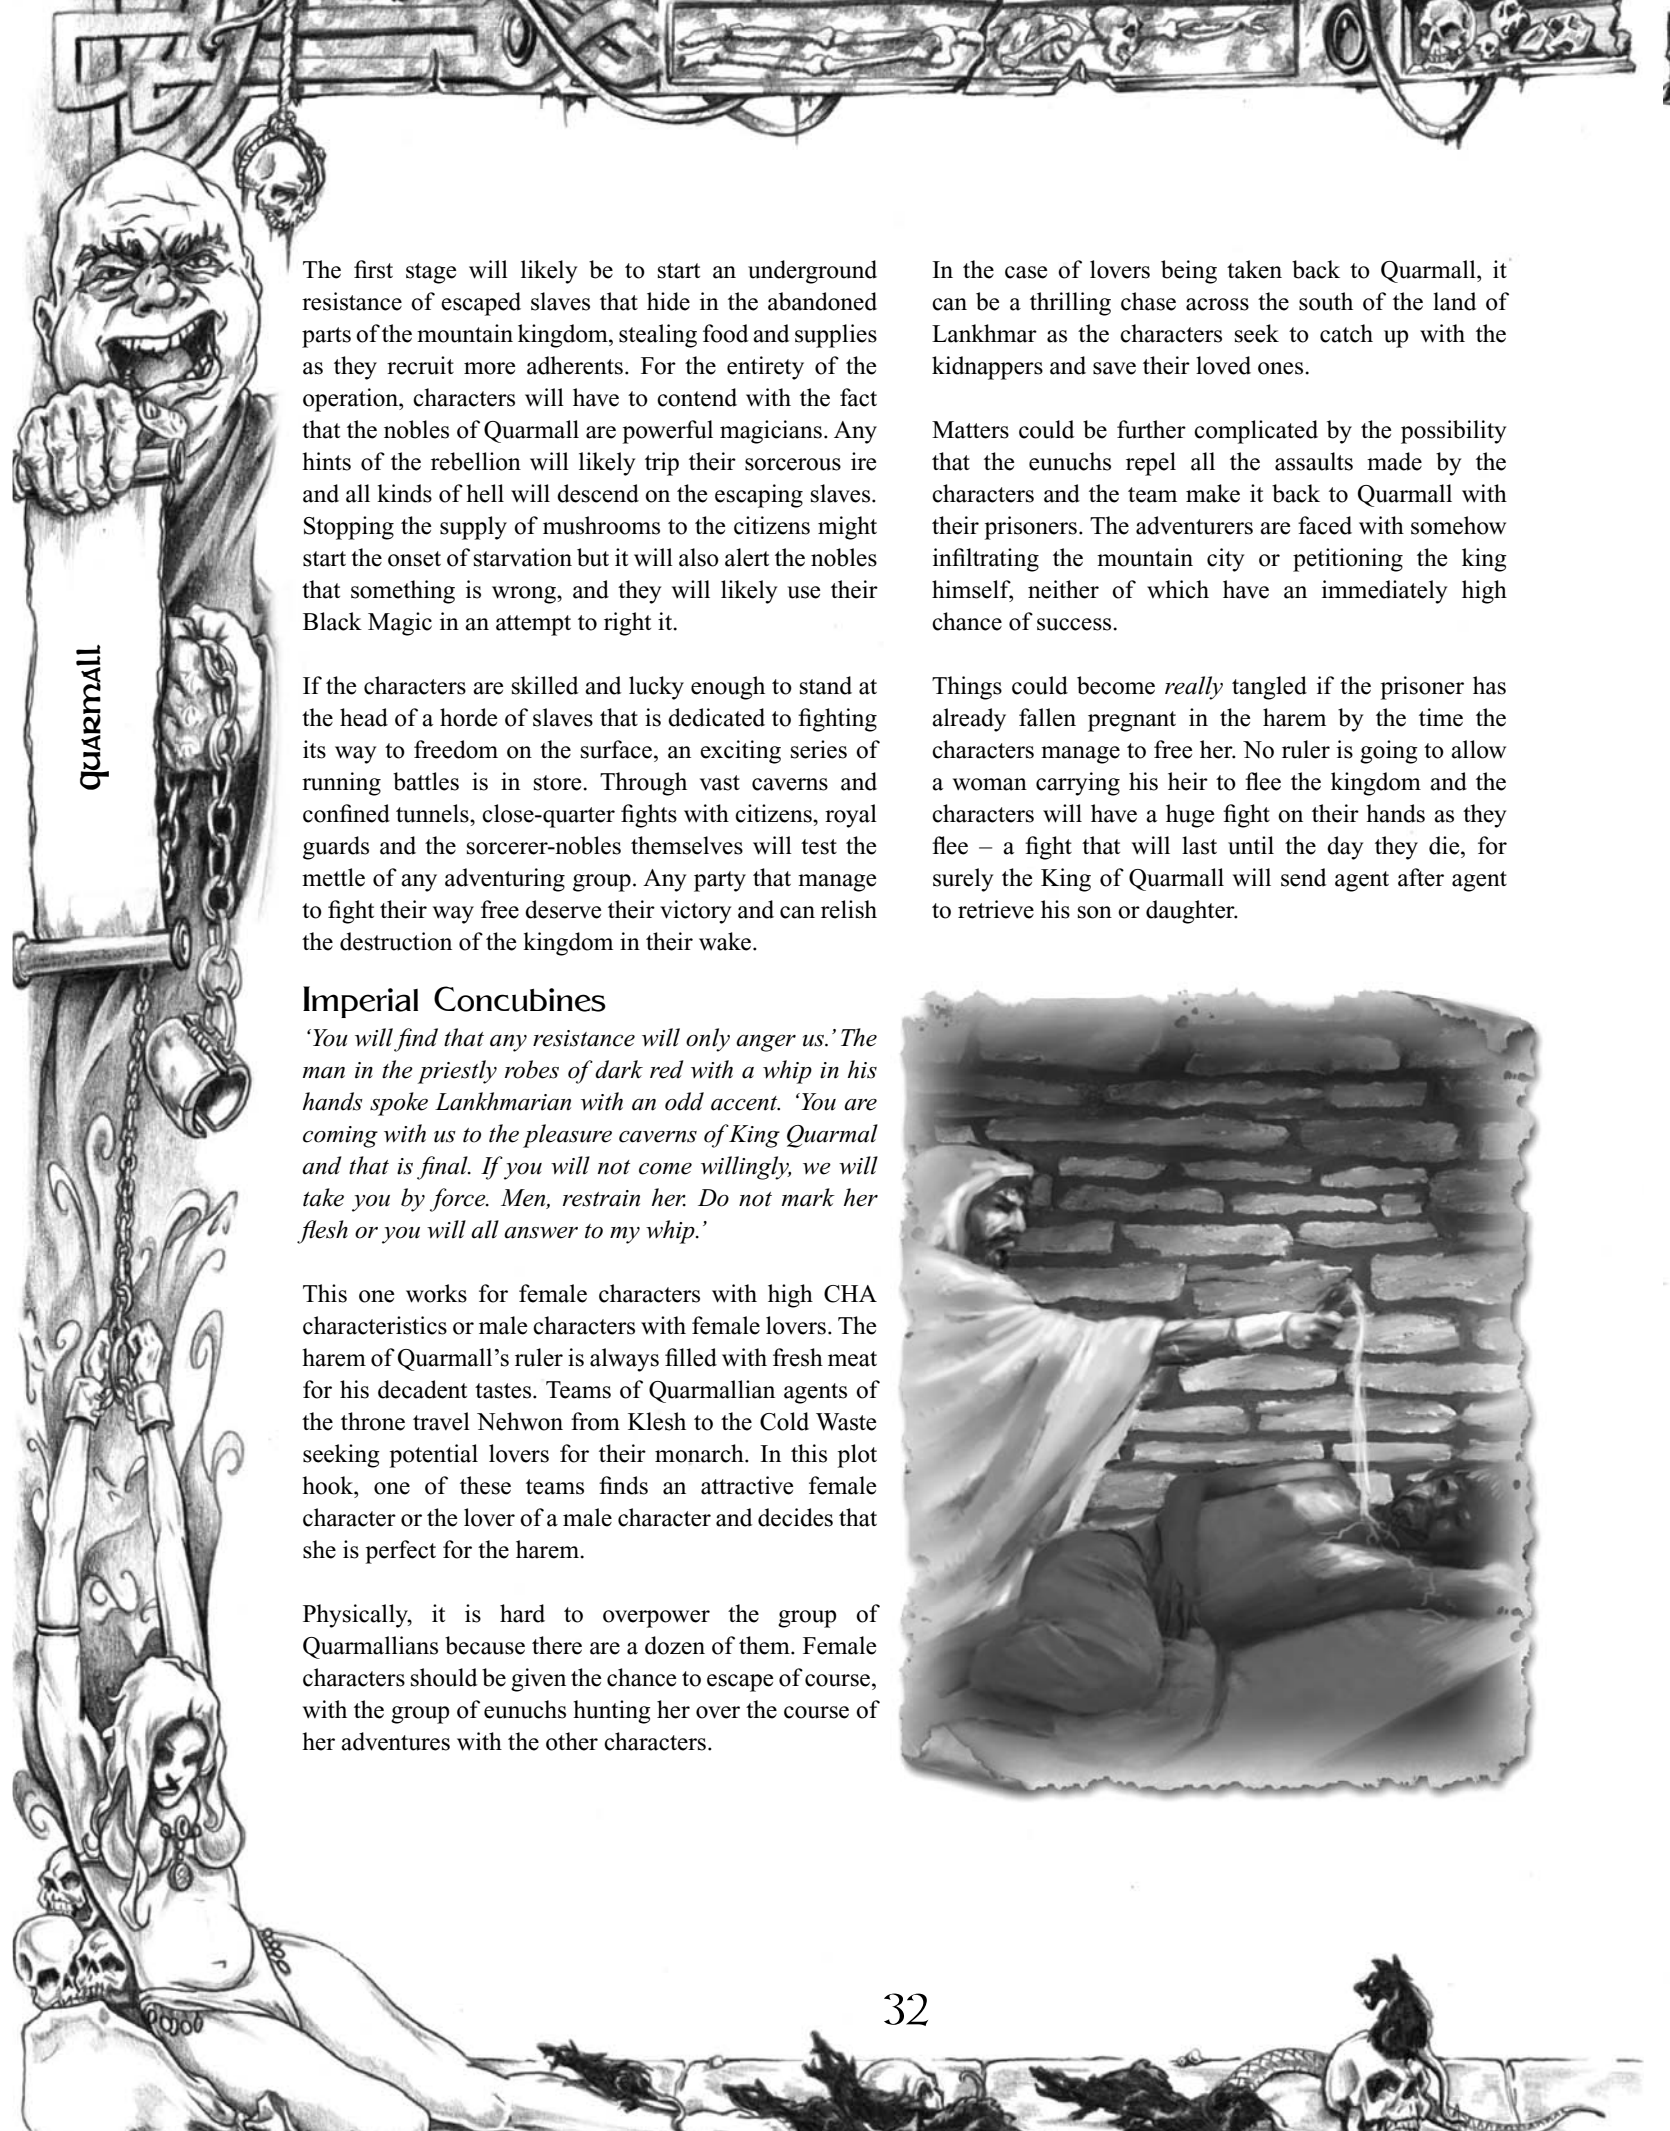 quarmall
The first stage will likely be to start an underground
resistance of escaped slaves that hide in the abandoned
parts of the mountain kingdom, stealing food and supplies
as they recruit more adherents. For the entirety of the
operation, characters will have to contend with the fact
that the nobles of Quarmall are powerful magicians. Any
hints of the rebellion will likely trip their sorcerous ire
and all kinds of hell will descend on the escaping slaves.
Stopping the supply of mushrooms to the citizens might
start the onset of starvation but it will also alert the nobles
that something is wrong, and they will likely use their
Black Magic in an attempt to right it.
If the characters are skilled and lucky enough to stand at
the head of a horde of slaves that is dedicated to fighting
its way to freedom on the surface, an exciting series of
running battles is in store. Through vast caverns and
confined tunnels, close-quarter fights with citizens, royal
guards and the sorcerer-nobles themselves will test the
mettle of any adventuring group. Any party that manage
to fight their way free deserve their victory and can relish
the destruction of the kingdom in their wake.
Imperial Concubines
‘You will find that any resistance will only anger us.’ The
man in the priestly robes of dark red with a whip in his
hands spoke Lankhmarian with an odd accent. ‘You are
coming with us to the pleasure caverns of King Quarmal
and that is final. If you will not come willingly, we will
take you by force. Men, restrain her. Do not mark her
flesh or you will all answer to my whip.’
This one works for female characters with high CHA
characteristics or male characters with female lovers. The
harem of Quarmall’s ruler is always filled with fresh meat
for his decadent tastes. Teams of Quarmallian agents of
the throne travel Nehwon from Klesh to the Cold Waste
seeking potential lovers for their monarch. In this plot
hook, one of these teams finds an attractive female
character or the lover of a male character and decides that
she is perfect for the harem.
Physically, it is hard to overpower the group of
Quarmallians because there are a dozen of them. Female
characters should be given the chance to escape of course,
with the group of eunuchs hunting her over the course of
her adventures with the other characters.
In the case of lovers being taken back to Quarmall, it
can be a thrilling chase across the south of the land of
Lankhmar as the characters seek to catch up with the
kidnappers and save their loved ones.
Matters could be further complicated by the possibility
that the eunuchs repel all the assaults made by the
characters and the team make it back to Quarmall with
their prisoners. The adventurers are faced with somehow
infiltrating the mountain city or petitioning the king
himself, neither of which have an immediately high
chance of success.
Things could become really tangled if the prisoner has
already fallen pregnant in the harem by the time the
characters manage to free her. No ruler is going to allow
a woman carrying his heir to flee the kingdom and the
characters will have a huge fight on their hands as they
flee – a fight that will last until the day they die, for
surely the King of Quarmall will send agent after agent
to retrieve his son or daughter.
32